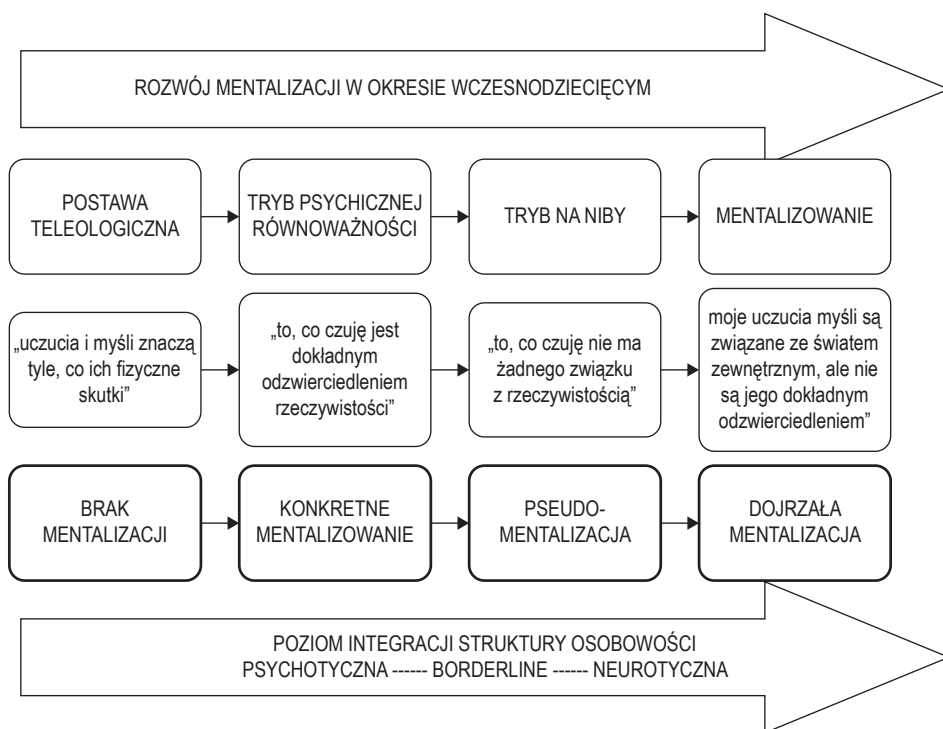 ROZWÓJ MENTALIZACJI W OKRESIE WCZESNODZIECIĘCYM
POSTAWA
TELEOLOGICZNA
TRYB PSYCHICZNEJ
RÓWNOWAŻNOŚCI
TRYB NA NIBY
MENTALIZOWANIE
„uczucia i myśli znaczą
tyle, co ich fizyczne
skutki”
„to, co czuję jest
dokładnym
odzwierciedleniem
rzeczywistości”
„to, co czuję nie ma
żadnego związku
z rzeczywistością”
moje uczucia myśli są
związane ze światem
zewnętrznym, ale nie
są jego dokładnym
odzwierciedleniem”
BRAK
MENTALIZACJI
KONKRETNE
MENTALIZOWANIE
PSEUDO-
MENTALIZACJA
DOJRZAŁA
MENTALIZACJA
POZIOM INTEGRACJI STRUKTURY OSOBOWOŚCI
PSYCHOTYCZNA ------ BORDERLINE ----- NEUROTYCZNA